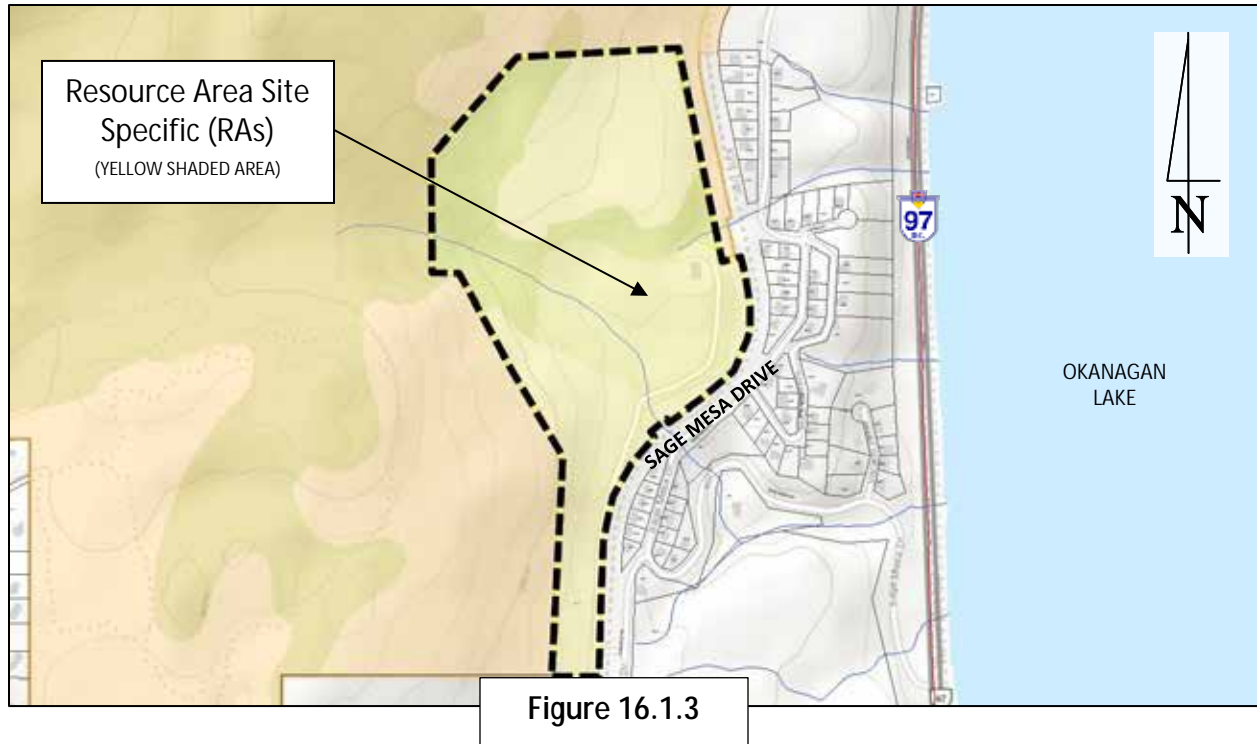 Resource Area Site
Specific (RAs)
(YELLOW SHADED AREA)
N
97
B.C.
OKANAGAN
LAKE
SAGE MESA DRIVE
Figure 16.1.3